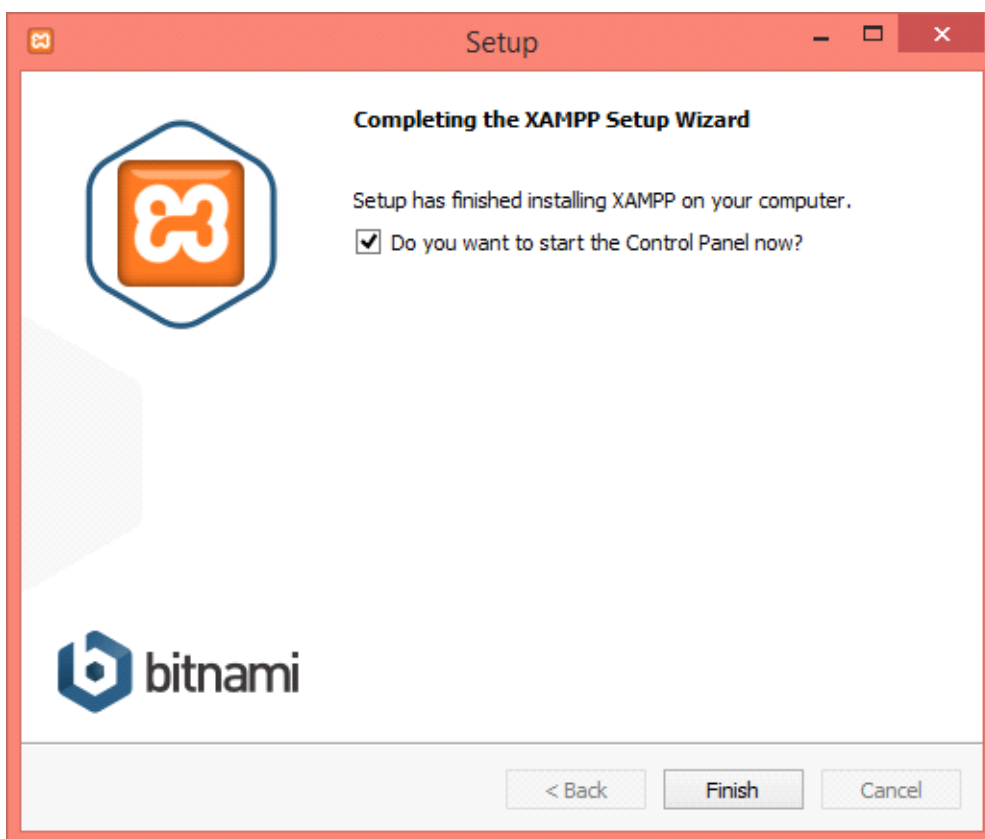 Setup
Completing the XAMPP Setup Wizard
Setup has finished installing XAMPP on your computer.
Do you want to start the Control Panel now?
bitnami
< Back Finish Cancel